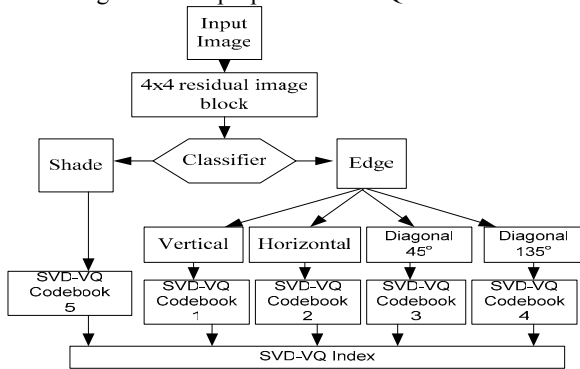 Input
Image
4x4 residual image
block
Shade
Classifier
Edge
Vertical
Horizontal
Diagonal
45°
Diagonal
135°
SVD-VQ
Codebook
5
SVD-VQ
Codebook
1
SVD-VQ
Codebook
2
SVD-VQ
Codebook
3
SVD-VQ
Codebook
4
SVD-VQ Index